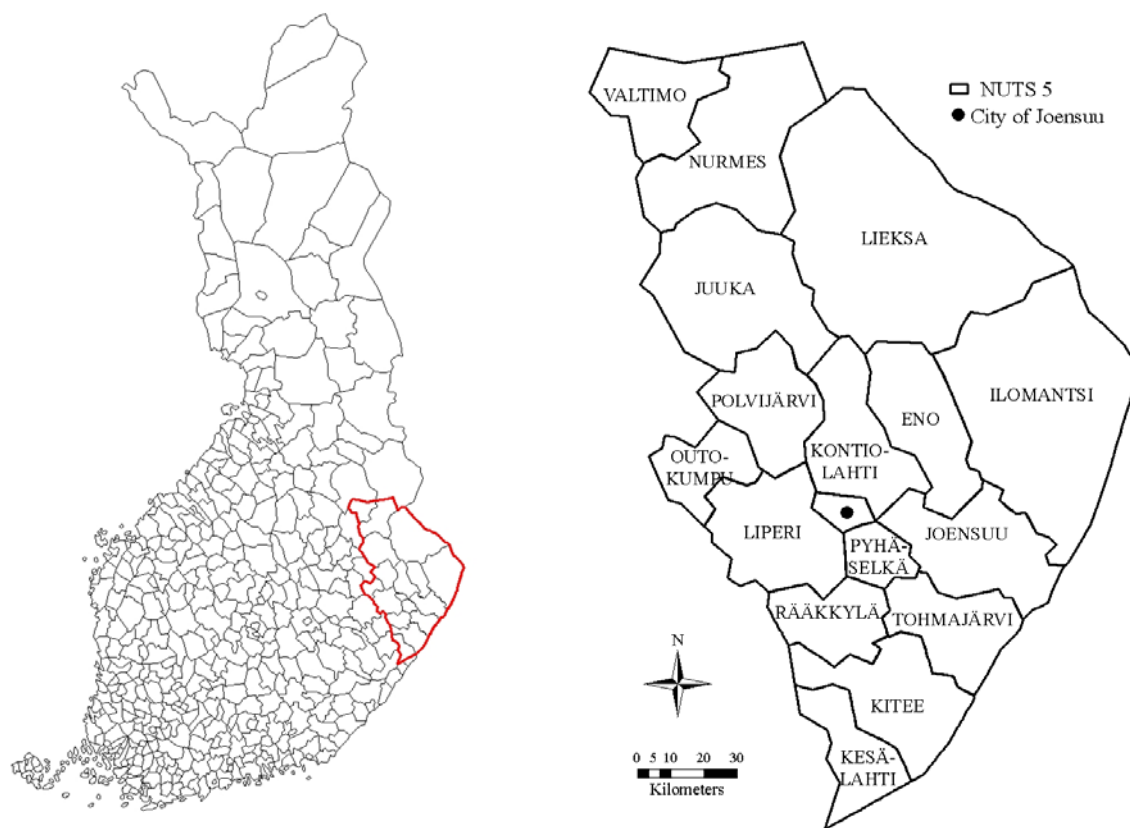 VALTIMO
NURMES
LIEKSA
JUUKA
NUTS 5
City of Joensuu
POLVIJÄRVI
ILOMANTSI
ENO
KONTIO-
LAHTI
OUTO-
KUMPU
LIPERI
JOENSUU
PYHÄ-
SELKÄ
RÄÄKKYLÄ
TOHMAJÄRVI
N
KITEE
KESÄ-
LAHTI
0 5 10 20 30
Kilometers